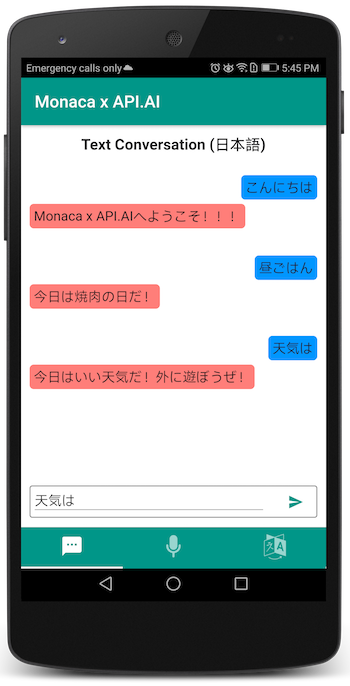 Emergency calls only
5:45 PM
Monaca x API.AI
Text Conversation (日本語)
こんにちは
Monaca x API.AIへようこそ！！！
昼ごはん
今日は焼肉の日だ！
天気は
今日はいい天気だ！外に遊ぼうぜ！
天気は
文
A